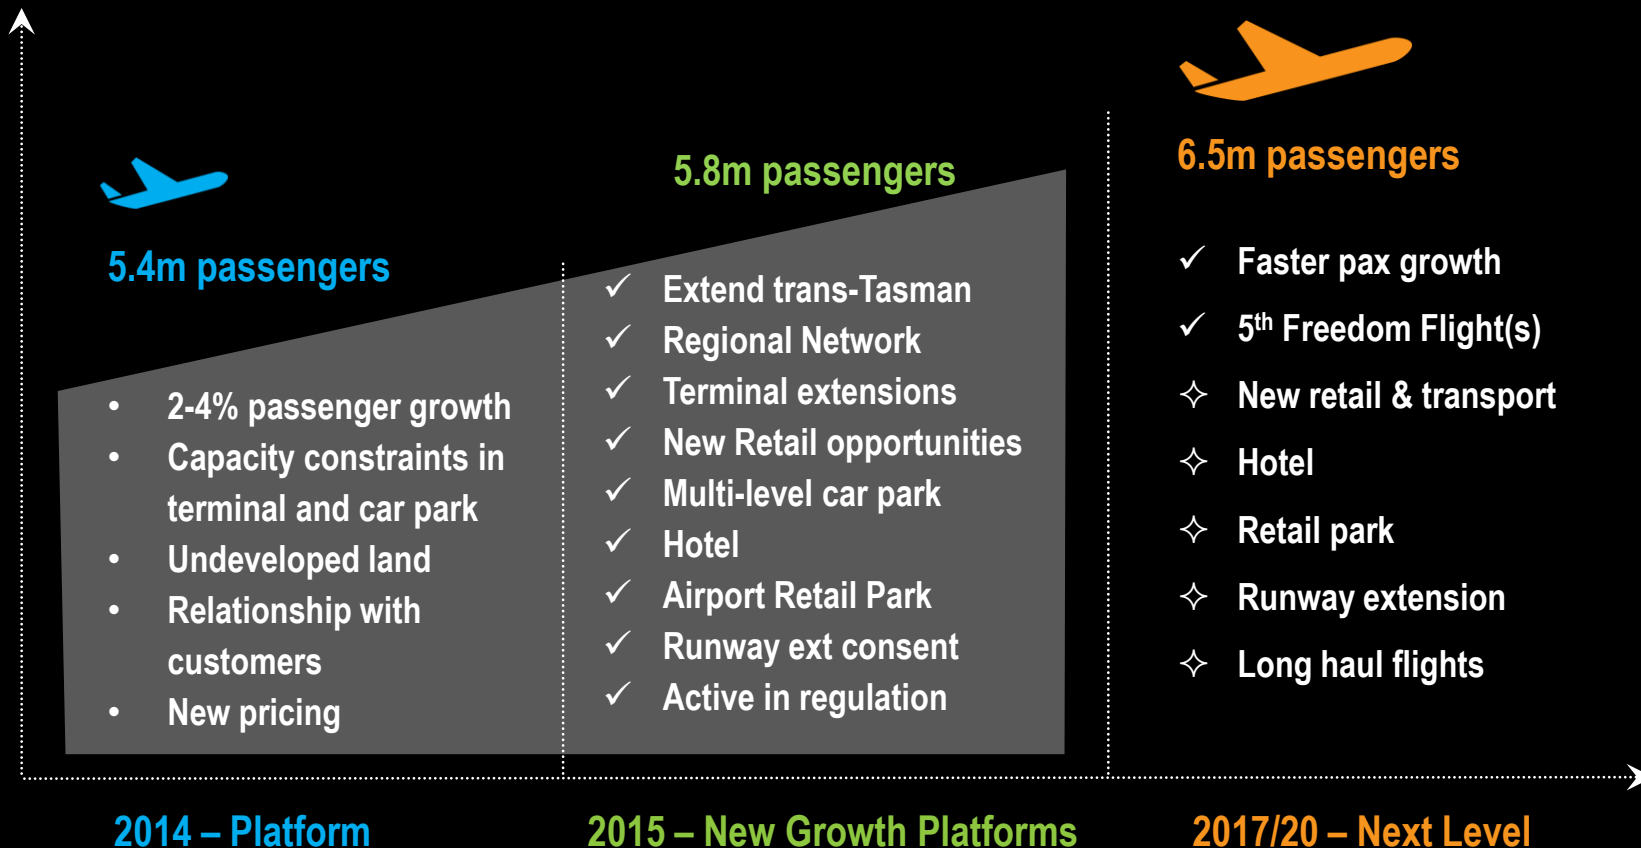 5.4m passengers
• 2-4% passenger growth
• Capacity constraints in
terminal and car park
• Undeveloped land
• Relationship with
customers
• New pricing
2014 – Platform
5.8m passengers
✓ Extend trans-Tasman
✓ Regional Network
✓ Terminal extensions
✓ New Retail opportunities
✓ Multi-level car park
✓ Hotel
✓ Airport Retail Park
✓ Runway ext consent
✓ Active in regulation
2015 – New Growth Platforms
6.5m passengers
✓ Faster pax growth
✓ 5th Freedom Flight(s)
✧ New retail & transport
✧ Hotel
✧ Retail park
✧ Runway extension
✧ Long haul flights
2017/20 – Next Level